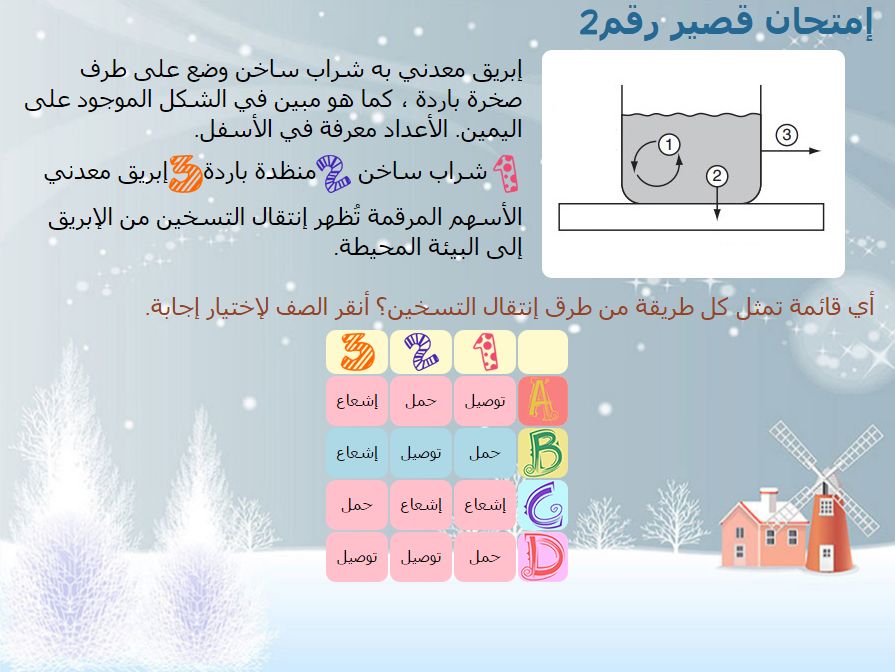 إمتحان قصير رقم2
إبريق معدني به شراب ساخن وضع على طرف
صخرة باردة ، كما هو مبين في الشكل الموجود على
اليمين. الأعداد معرفة في الأسفل.
1 شراب ساخن 2 منظدة باردة 3 إبريق معدني
الأسهم المرقمة تُظهر إنتقال التسخين من الإبريق
إلى البيئة المحيطة.
1
2
3
أي قائمة تمثل كل طريقة من طرق إنتقال التسخين؟ أنقر الصف لإختيار إجابة.
1 2 3
A توصيل حمل إشعاع
B حمل توصيل إشعاع
C إشعاع إشعاع حمل
D حمل توصيل توصيل